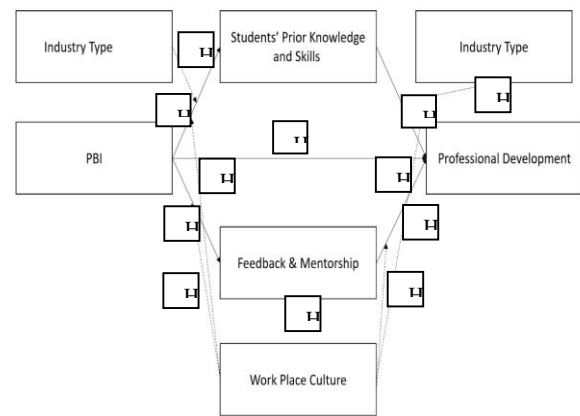 Industry Type
Students' Prior Knowledge
and Skills
Industry Type
PBI
Professional Development
Feedback & Mentorship
Work Place Culture